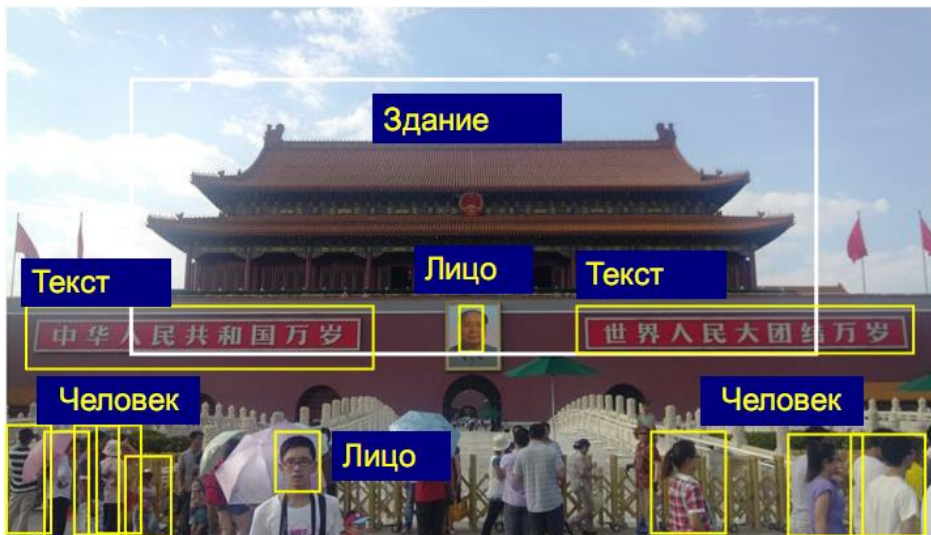 Здание
Лицо
Текст
Текст
中华人民共和国万岁
世界人民大团结万岁
Человек
Человек
Лицо